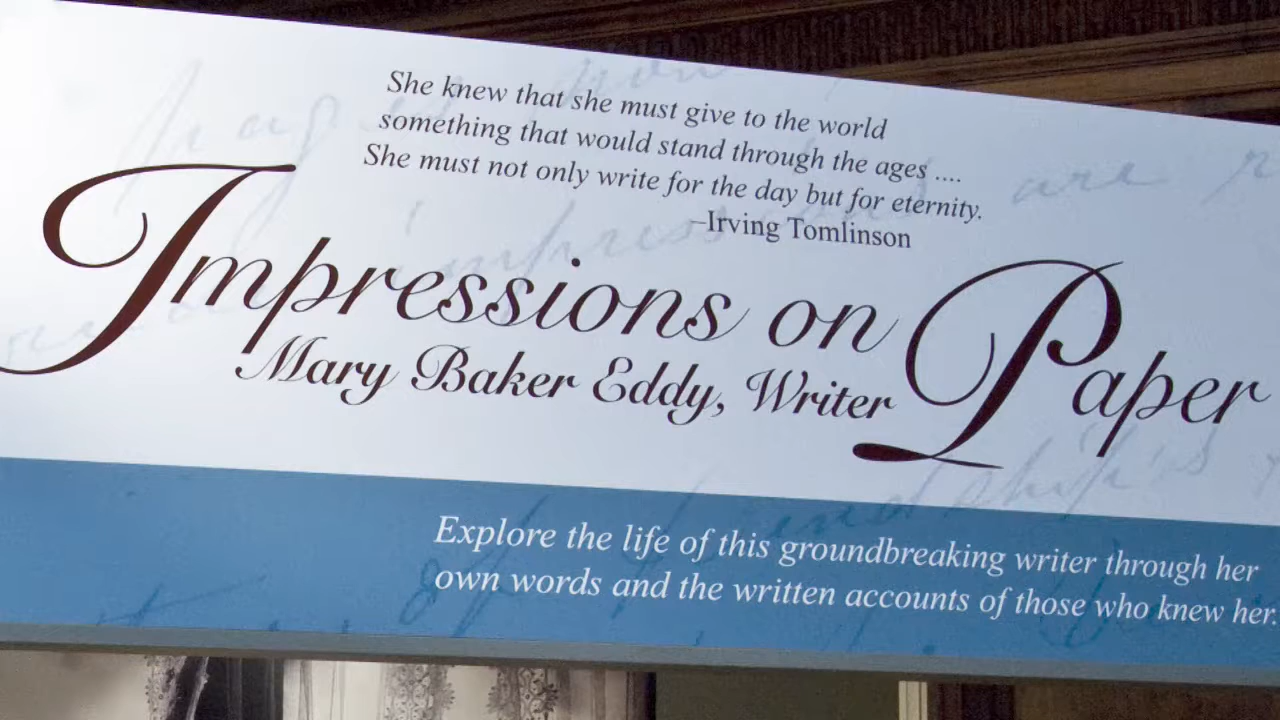 She knew that she must give to the world
something that would stand through the ages ....
She must not only write for the day but for eternity.
–Irving Tomlinson
Impressions on Paper
Mary Baker Eddy, Writer
Explore the life of this groundbreaking writer through her
own words and the written accounts of those who knew her.